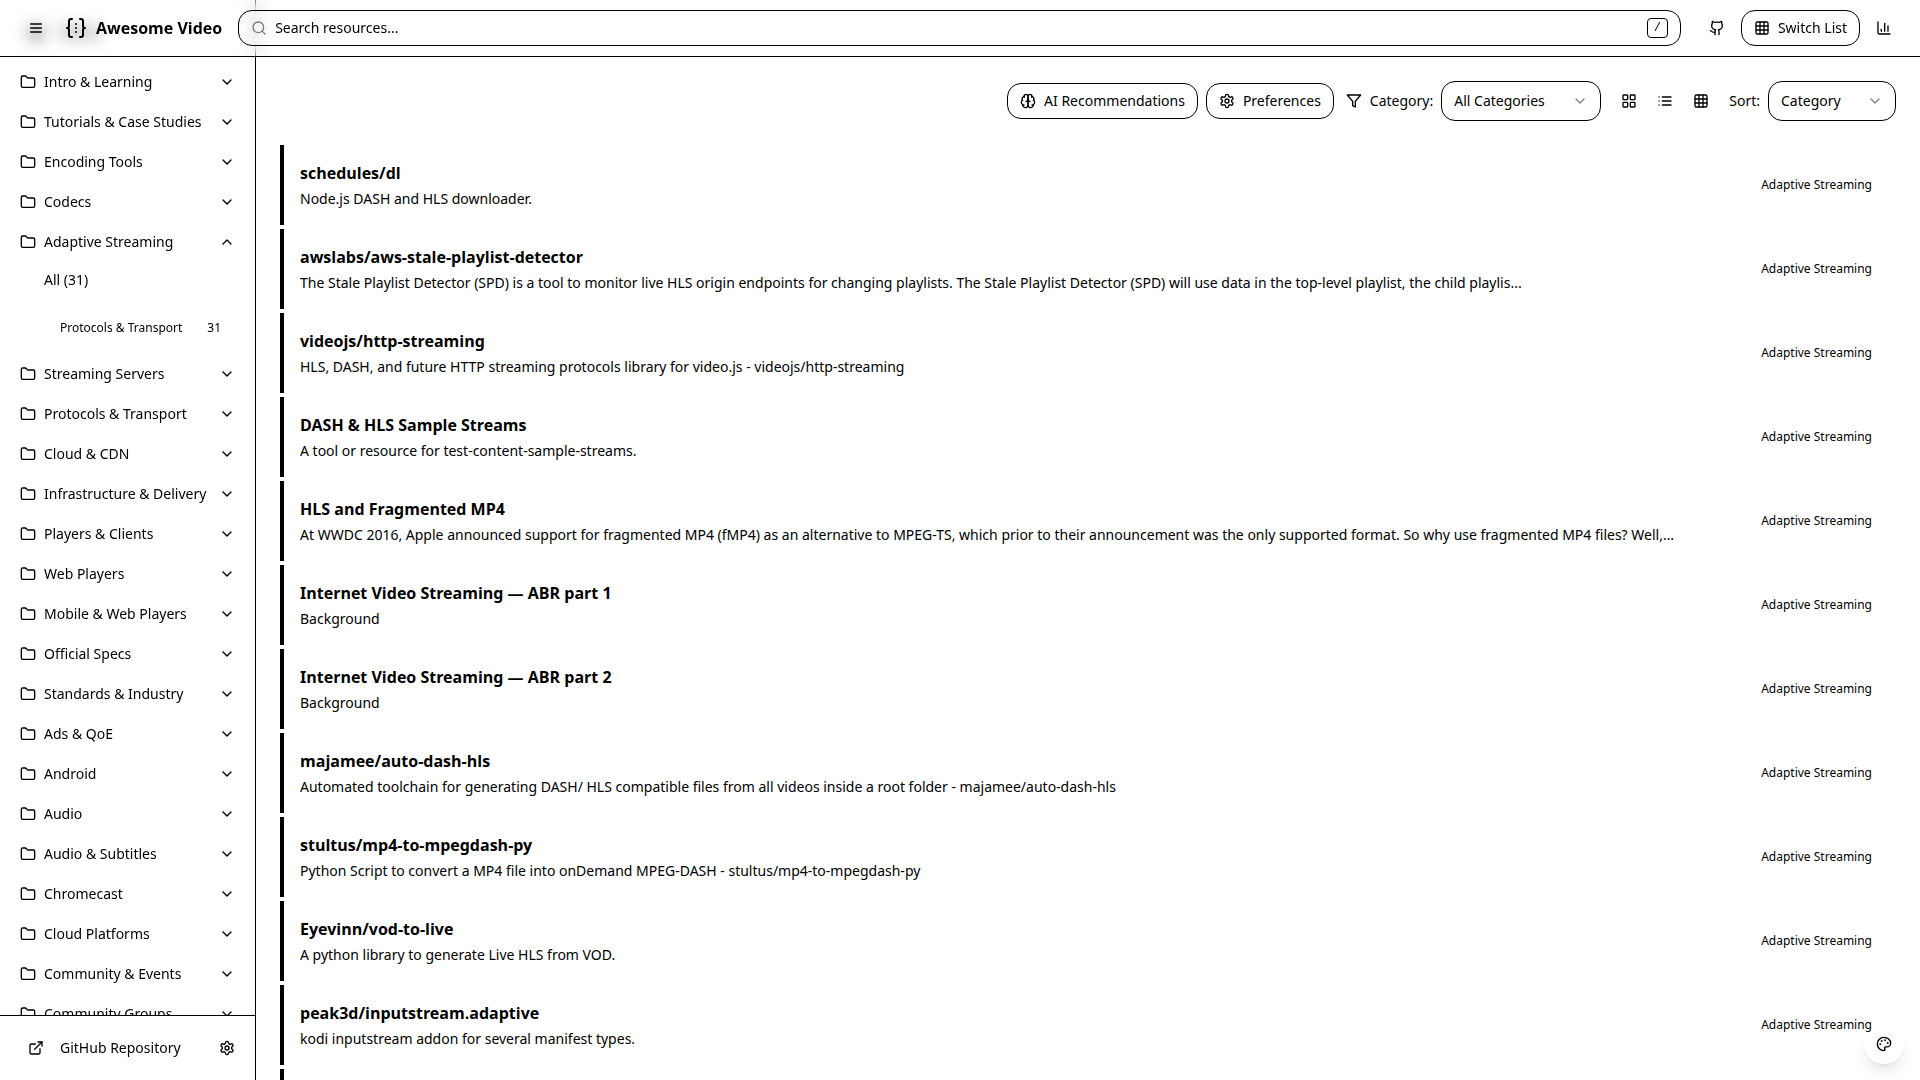 Awesome Video
Search resources...
/
Switch List
Intro & Learning
Tutorials & Case Studies
Encoding Tools
Codecs
Adaptive Streaming
All (31)
Protocols & Transport 31
Streaming Servers
Protocols & Transport
Cloud & CDN
Infrastructure & Delivery
Players & Clients
Web Players
Mobile & Web Players
Official Specs
Standards & Industry
Ads & QoE
Android
Audio
Audio & Subtitles
Chromecast
Cloud Platforms
Community & Events
Community Groups
GitHub Repository
AI Recommendations
Preferences
Category:
All Categories
Sort:
Category
schedules/dl
Node.js DASH and HLS downloader.
Adaptive Streaming
awslabs/aws-stale-playlist-detector
The Stale Playlist Detector (SPD) is a tool to monitor live HLS origin endpoints for changing playlists. The Stale Playlist Detector (SPD) will use data in the top-level playlist, the child playlis...
Adaptive Streaming
videojs/http-streaming
HLS, DASH, and future HTTP streaming protocols library for video.js - videojs/http-streaming
Adaptive Streaming
DASH & HLS Sample Streams
A tool or resource for test-content-sample-streams.
Adaptive Streaming
HLS and Fragmented MP4
At WWDC 2016, Apple announced support for fragmented MP4 (fMP4) as an alternative to MPEG-TS, which prior to their announcement was the only supported format. So why use fragmented MP4 files? Well,...
Adaptive Streaming
Internet Video Streaming — ABR part 1
Background
Adaptive Streaming
Internet Video Streaming — ABR part 2
Background
Adaptive Streaming
majamee/auto-dash-hls
Automated toolchain for generating DASH/ HLS compatible files from all videos inside a root folder - majamee/auto-dash-hls
Adaptive Streaming
stultus/mp4-to-mpegdash-py
Python Script to convert a MP4 file into onDemand MPEG-DASH - stultus/mp4-to-mpegdash-py
Adaptive Streaming
Eyevinn/vod-to-live
A python library to generate Live HLS from VOD.
Adaptive Streaming
peak3d/inputstream.adaptive
kodi inputstream addon for several manifest types.
Adaptive Streaming